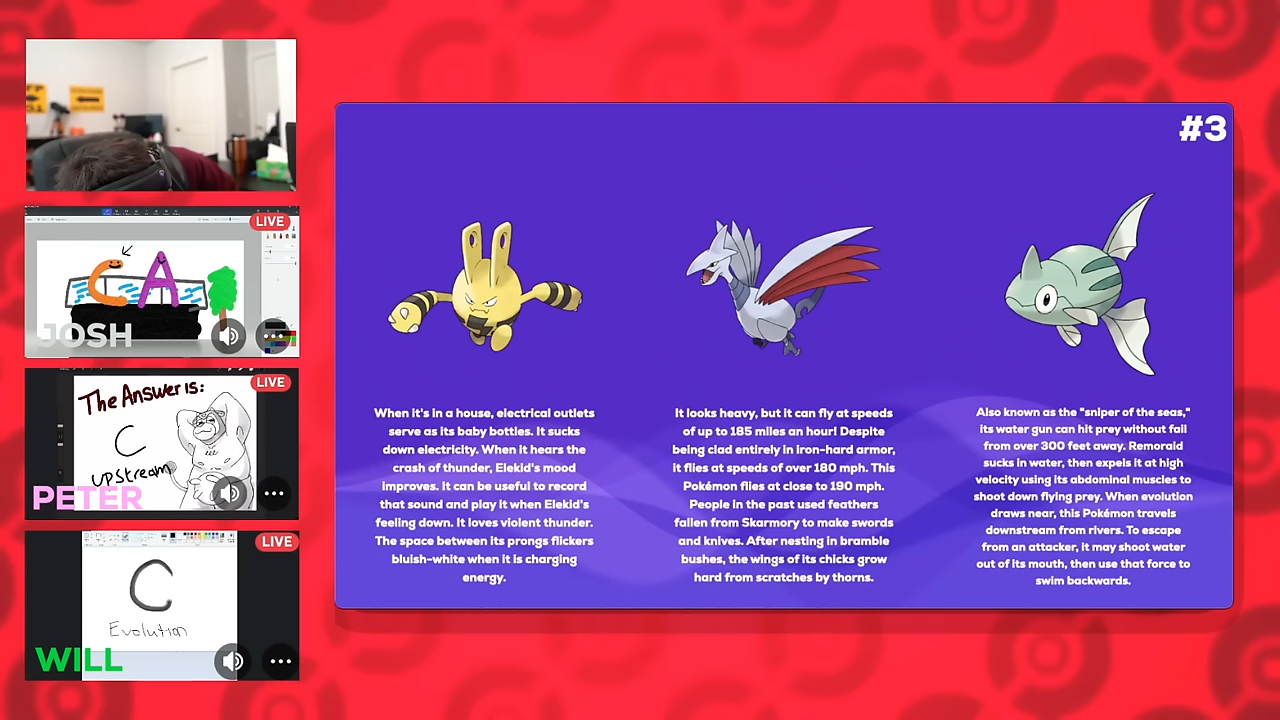 LIVE
CA
JOSH
LIVE
The Answer is:
C
upstream
PETER
LIVE
C
Evolution
WILL
#3
When it's in a house, electrical outlets
serve as its baby bottles. It sucks
down electricity. When it hears the
crash of thunder, Elekid's mood
improves. It can be useful to record
that sound and play it when Elekid's
feeling down. It loves violent thunder.
The space between its prongs flickers
bluish-white when it is charging
energy.
It looks heavy, but it can fly at speeds
of up to 185 miles an hour! Despite
being clad entirely in iron-hard armor,
it flies at speeds of over 180 mph. This
Pokémon flies at close to 190 mph.
People in the past used feathers
fallen from Skarmory to make swords
and knives. After nesting in bramble
bushes, the wings of its chicks grow
hard from scratches by thorns.
Also known as the "sniper of the seas,"
its water gun can hit prey without fail
from over 300 feet away. Remoraid
sucks in water, then expels it at high
velocity using its abdominal muscles to
shoot down flying prey. When evolution
draws near, this Pokémon travels
downstream from rivers. To escape
from an attacker, it may shoot water
out of its mouth, then use that force to
swim backwards.